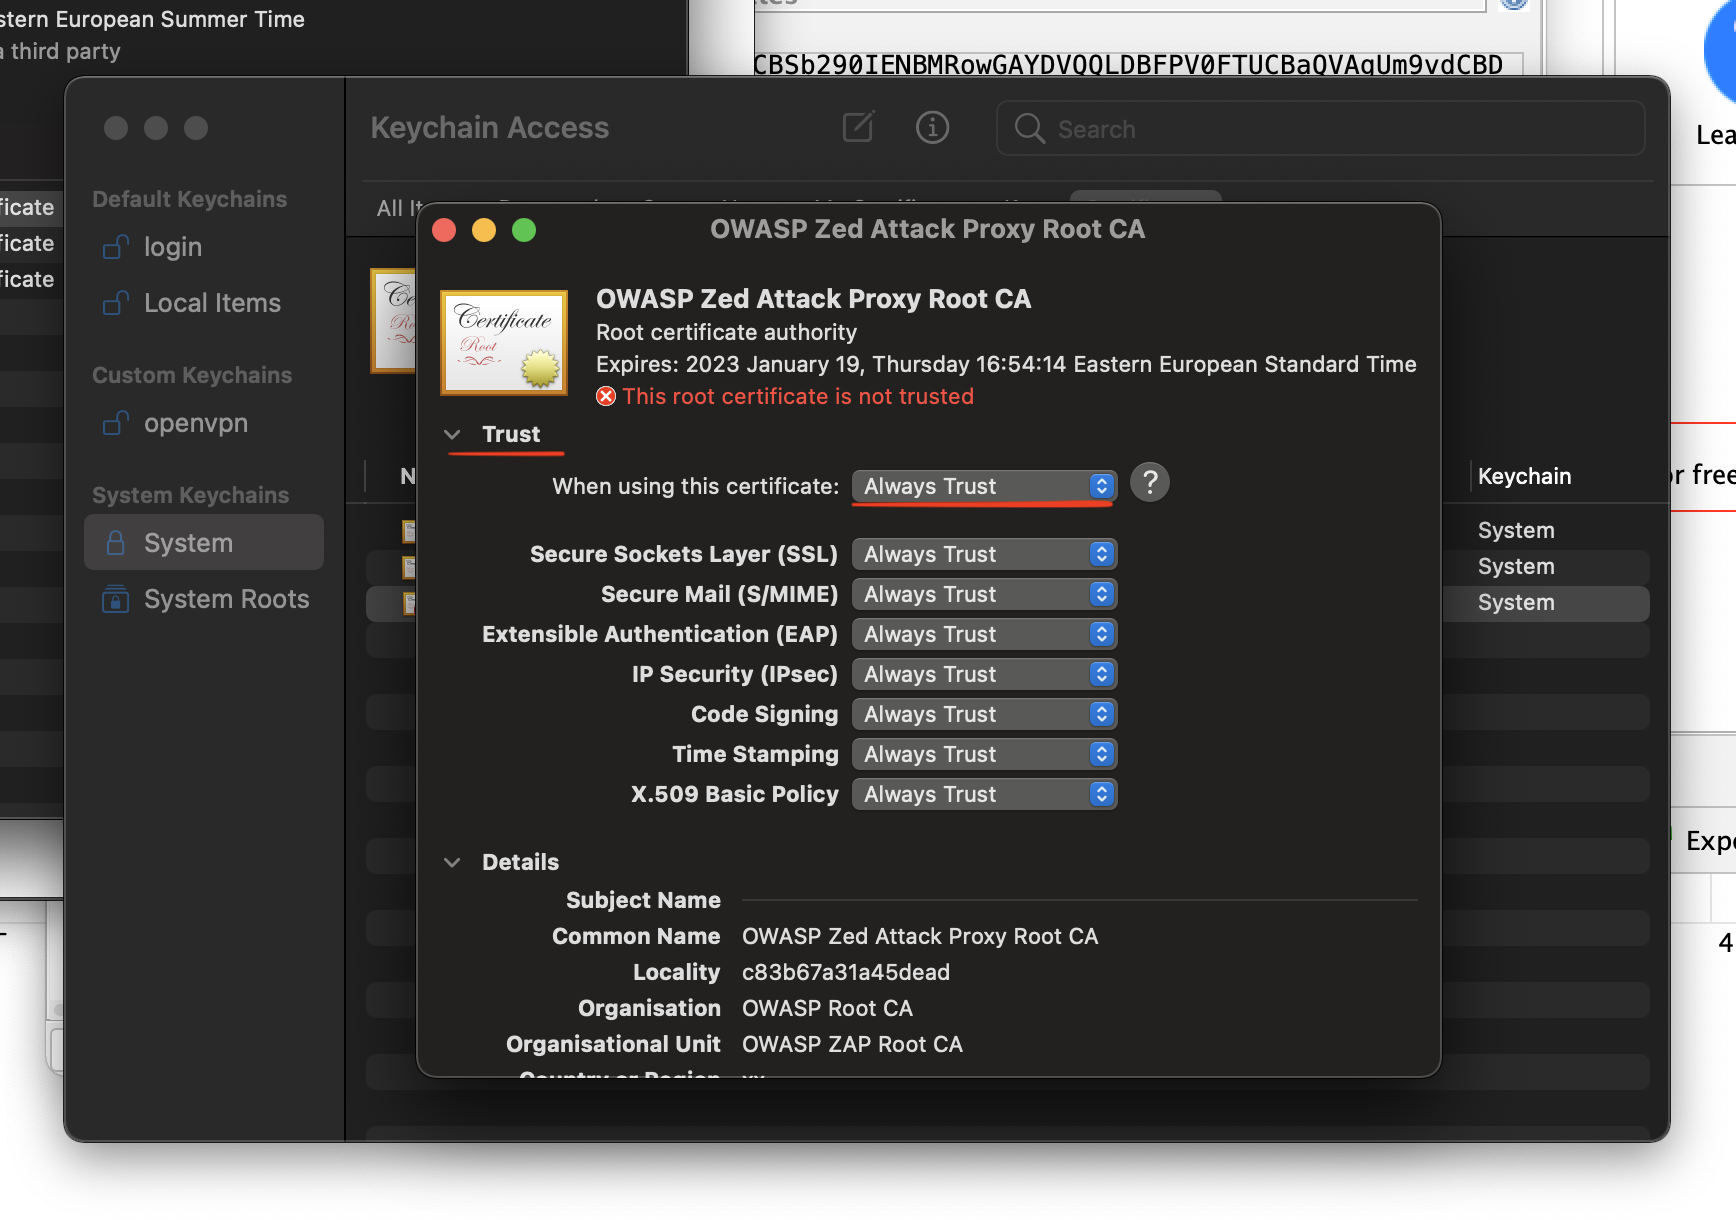 stern European Summer Time
a third party
CBSb290IENBMRowGAYDVQQLDBFPV0FTUCBaQVAgUm9vdCBD
Lea
Keychain Access
Search
Default Keychains
login
Local Items
Custom Keychains
openvpn
System Keychains
System
System Roots
ficate
ficate
ficate
All It
OWASP Zed Attack Proxy Root CA
Certificate
Root
OWASP Zed Attack Proxy Root CA
Root certificate authority
Expires: 2023 January 19, Thursday 16:54:14 Eastern European Standard Time
This root certificate is not trusted
Trust
When using this certificate: Always Trust ?
Secure Sockets Layer (SSL) Always Trust
Secure Mail (S/MIME) Always Trust
Extensible Authentication (EAP) Always Trust
IP Security (IPsec) Always Trust
Code Signing Always Trust
Time Stamping Always Trust
X.509 Basic Policy Always Trust
Details
Subject Name
Common Name OWASP Zed Attack Proxy Root CA
Locality c83b67a31a45dead
Organisation OWASP Root CA
Organisational Unit OWASP ZAP Root CA
Country or Region xx
N
Keychain
System
System
System
or free
Expo
4